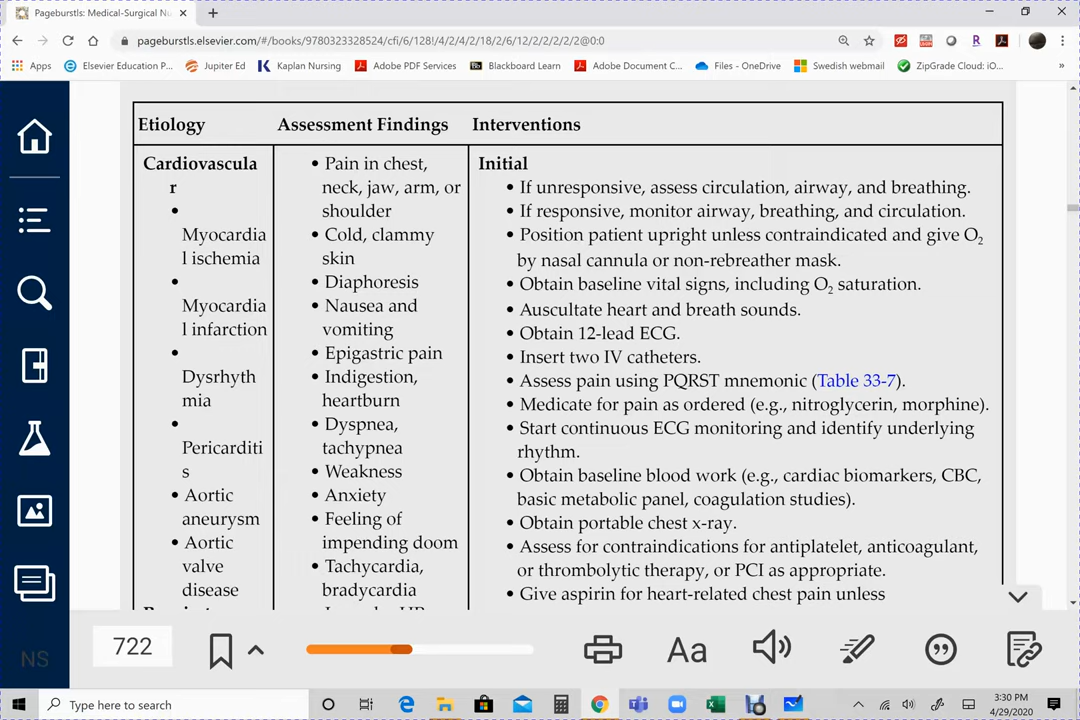 Pageburstls: Medical-Surgical Nu
pageburstls.elsevier.com/#/books/9780323328524/cfi/6/128!/4/2/4/2/18/2/6/12/2/2/2/2/2@0:0
Apps
Elsevier Education P...
Jupiter Ed
Kaplan Nursing
Adobe PDF Services
Blackboard Learn
Adobe Document C...
Files - OneDrive
Swedish webmail
ZipGrade Cloud: iO...
»
Etiology
Assessment Findings
Interventions
Cardiovascula
r
• Myocardia
l ischemia
• Myocardia
l infarction
• Dysrhyth
mia
• Pericarditi
s
• Aortic
aneurysm
• Aortic
valve
disease
• Pain in chest,
neck, jaw, arm, or
shoulder
• Cold, clammy
skin
• Diaphoresis
• Nausea and
vomiting
• Epigastric pain
• Indigestion,
heartburn
• Dyspnea,
tachypnea
• Weakness
• Anxiety
• Feeling of
impending doom
• Tachycardia,
bradycardia
Initial
• If unresponsive, assess circulation, airway, and breathing.
• If responsive, monitor airway, breathing, and circulation.
• Position patient upright unless contraindicated and give O2
by nasal cannula or non-rebreather mask.
• Obtain baseline vital signs, including O2 saturation.
• Auscultate heart and breath sounds.
• Obtain 12-lead ECG.
• Insert two IV catheters.
• Assess pain using PQRST mnemonic (Table 33-7).
• Medicate for pain as ordered (e.g., nitroglycerin, morphine).
• Start continuous ECG monitoring and identify underlying
rhythm.
• Obtain baseline blood work (e.g., cardiac biomarkers, CBC,
basic metabolic panel, coagulation studies).
• Obtain portable chest x-ray.
• Assess for contraindications for antiplatelet, anticoagulant,
or thrombolytic therapy, or PCI as appropriate.
• Give aspirin for heart-related chest pain unless
NS
722
Aa
Type here to search
3:30 PM
4/29/2020